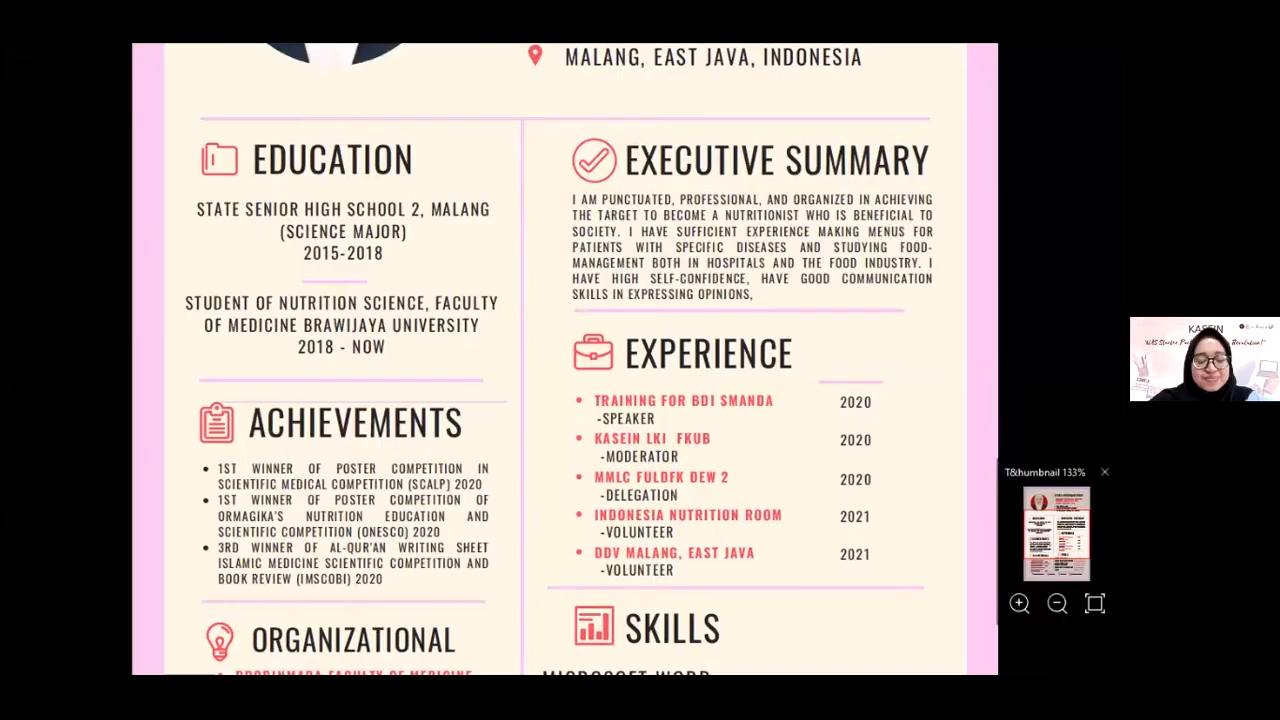 MALANG, EAST JAVA, INDONESIA
EDUCATION
STATE SENIOR HIGH SCHOOL 2, MALANG
(SCIENCE MAJOR)
2015-2018
STUDENT OF NUTRITION SCIENCE, FACULTY
OF MEDICINE BRAWIJAYA UNIVERSITY
2018 - NOW
ACHIEVEMENTS
1ST WINNER OF POSTER COMPETITION IN
SCIENTIFIC MEDICAL COMPETITION (SCALP) 2020
1ST WINNER OF POSTER COMPETITION OF
ORMAGIKA'S NUTRITION EDUCATION AND
SCIENTIFIC COMPETITION (ONESCO) 2020
3RD WINNER OF AL-QUR'AN WRITING SHEET
ISLAMIC MEDICINE SCIENTIFIC COMPETITION AND
BOOK REVIEW (IMSCOBI) 2020
ORGANIZATIONAL
FACULTY OF MEDICINE
EXECUTIVE SUMMARY
I AM PUNCTUATED, PROFESSIONAL, AND ORGANIZED IN ACHIEVING
THE TARGET TO BECOME A NUTRITIONIST WHO IS BENEFICIAL TO
SOCIETY. I HAVE SUFFICIENT EXPERIENCE MAKING MENUS FOR
PATIENTS WITH SPECIFIC DISEASES AND STUDYING FOOD-
MANAGEMENT BOTH IN HOSPITALS AND THE FOOD INDUSTRY. I
HAVE HIGH SELF-CONFIDENCE, HAVE GOOD COMMUNICATION
SKILLS IN EXPRESSING OPINIONS,
EXPERIENCE
TRAINING FOR BDI SMANDA 2020
-SPEAKER
KASEIN LKI FKUB 2020
-MODERATOR
MMLC FULDFK DEW 2 2020
-DELEGATION
INDONESIA NUTRITION ROOM 2021
-VOLUNTEER
DDV MALANG, EAST JAVA 2021
-VOLUNTEER
SKILLS
MICROSOFT WORD
KASEIN
T&humbnail 133%